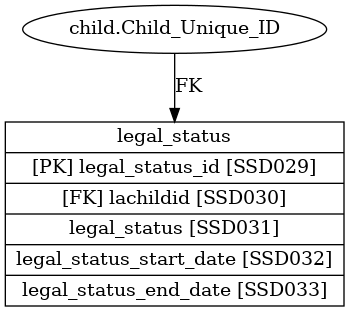 child.Child_Unique_ID
FK
legal_status
[PK] legal_status_id [SSD029]
[FK] lachildid [SSD030]
legal_status [SSD031]
legal_status_start_date [SSD032]
legal_status_end_date [SSD033]